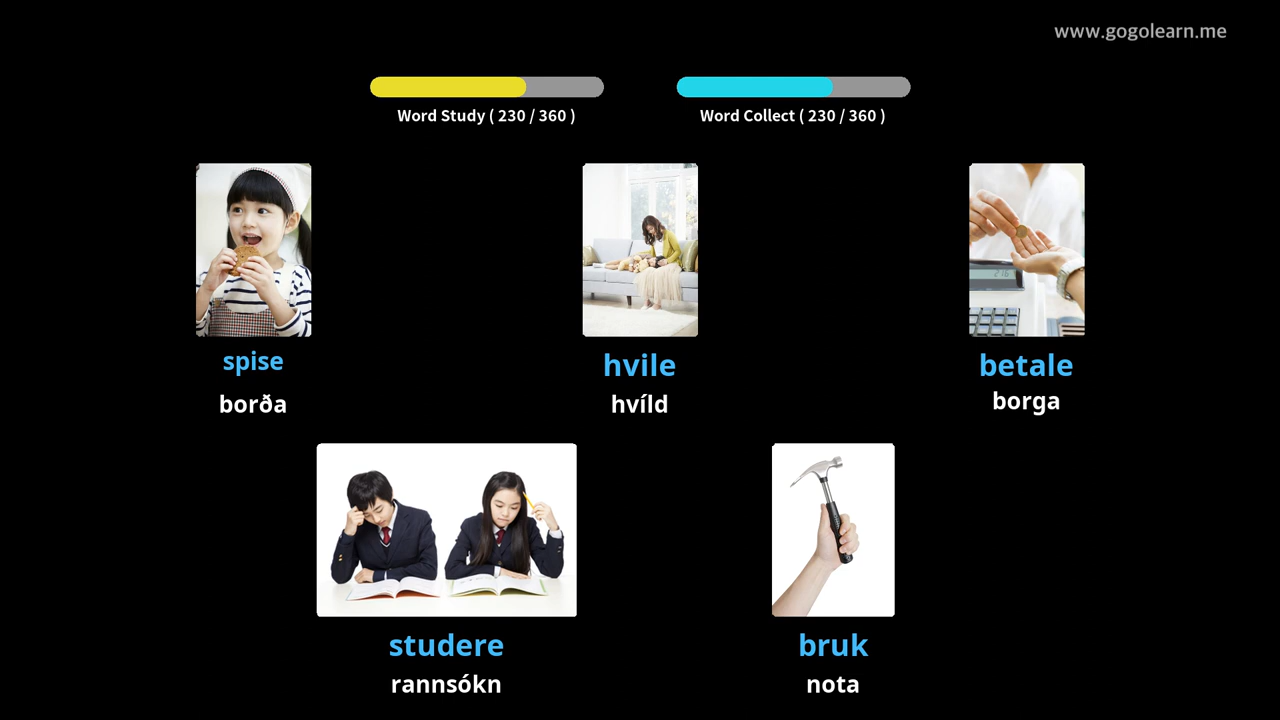 www.gogolearn.me
Word Study ( 230 / 360 )
Word Collect ( 230 / 360 )
spise
borða
hvile
hvíld
betale
borga
studere
rannsókn
bruk
nota